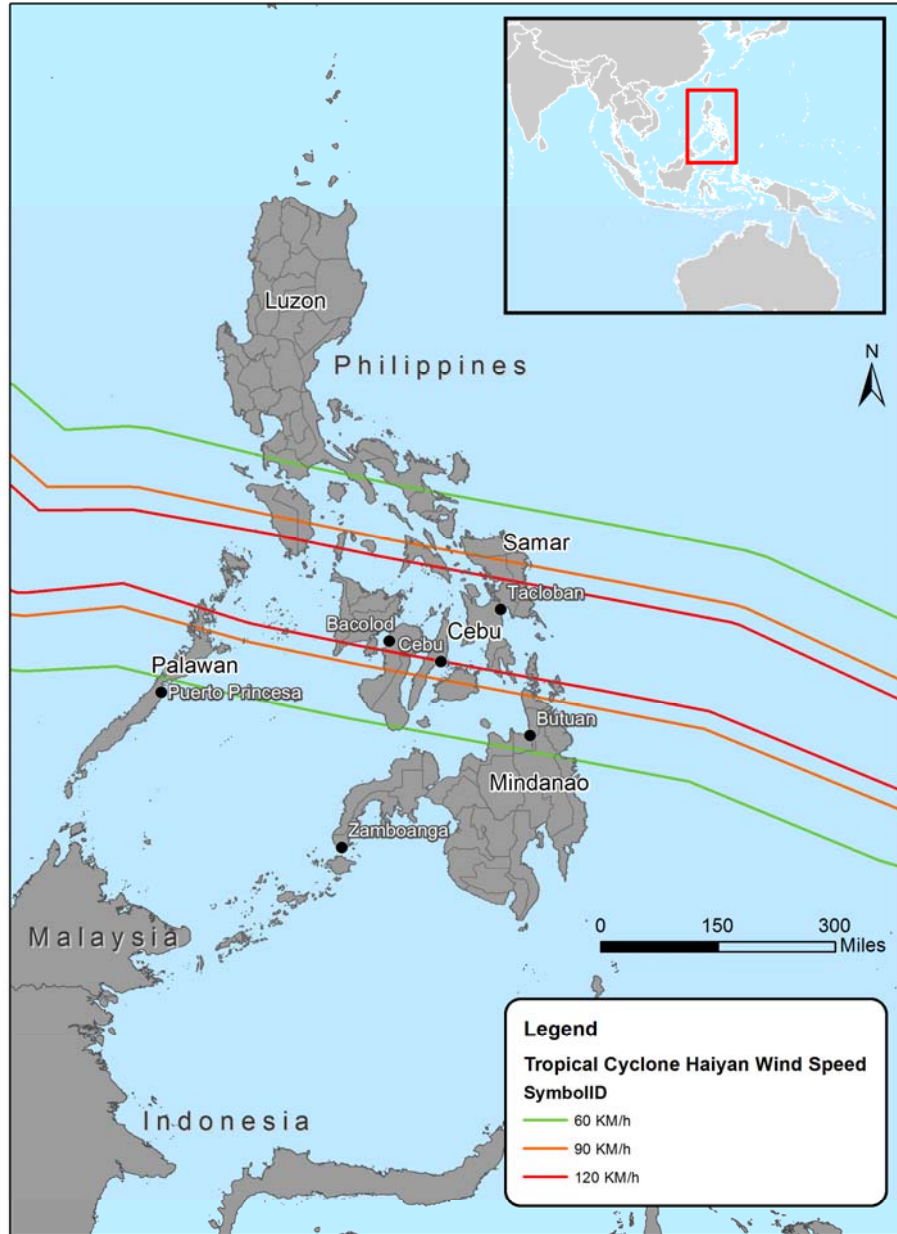 Luzon
Philippines
N
Samar
Tacloban
Bacolod
Cebu
Cebu
Palawan
Puerto Princesa
Butuan
Mindanao
Zamboanga
0 150 300
Miles
Malaysia
Indonesia
Legend
Tropical Cyclone Haiyan Wind Speed
SymbolID
60 KM/h
90 KM/h
120 KM/h